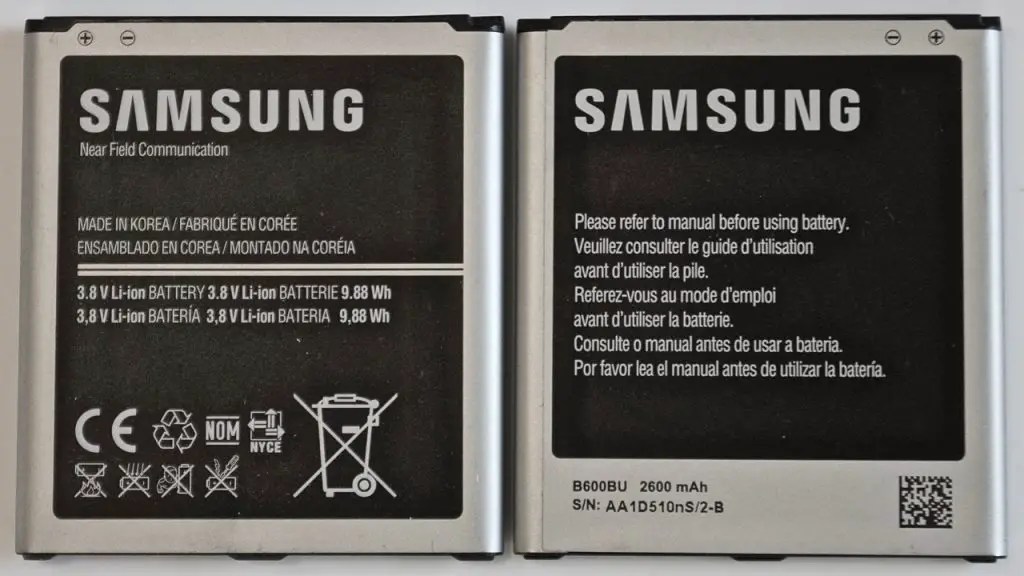 SAMSUNG
Near Field Communication
MADE IN KOREA / FABRIQUÉ EN CORÉE
ENSAMBLADO EN COREA / MONTADO NA CORÉIA
3.8 V Li-ion BATTERY 3.8 V Li-ion BATTERIE 9.88 Wh
3,8 V Li-ion BATERÍA 3,8 V Li-ion BATERIA 9,88 Wh
CE
NOM
NYCE
SAMSUNG
Please refer to manual before using battery.
Veuillez consulter le guide d'utilisation
avant d'utiliser la pile.
Referez-vous au mode d'emploi
avant d'utiliser la batterie.
Consulte o manual antes de usar a bateria.
Por favor lea el manual antes de utilizar la batería.
B600BU 2600 mAh
S/N: AA1D510nS/2-B